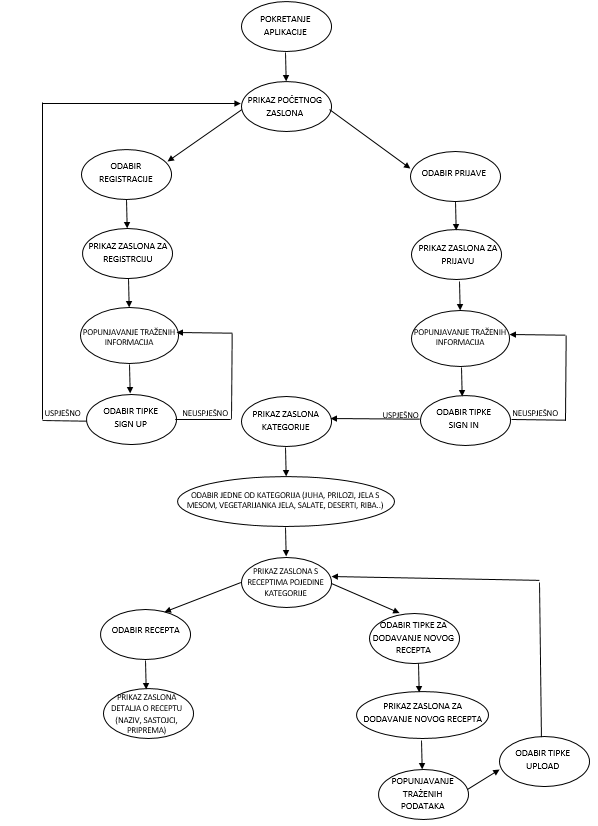 POKRETANJE
APLIKACIJE
PRIKAZ POČETNOG
ZASLONA
ODABIR
REGISTRACIJE
ODABIR PRIJAVE
PRIKAZ ZASLONA ZA
REGISTRCIJU
PRIKAZ ZASLONA ZA
PRIJAVU
POPUNJAVANJE TRAŽENIH
INFORMACIJA
POPUNJAVANJE TRAŽENIH
INFORMACIJA
USPJEŠNO
ODABIR TIPKE
SIGN UP
NEUSPJEŠNO
PRIKAZ ZASLONA
KATEGORIJE
USPJEŠNO
ODABIR TIPKE
SIGN IN
NEUSPJEŠNO
ODABIR JEDNE OD KATEGORIJA (JUHA, PRILOZI, JELA S
MESOM, VEGETARIJANKA JELA, SALATE, DESERTI, RIBA..)
PRIKAZ ZASLONA S
RECEPTIMA POJEDINE
KATEGORIJE
ODABIR RECEPTA
ODABIR TIPKE ZA
DODAVANJE NOVOG
RECEPTA
PRIKAZ ZASLONA
DETALJA O RECEPTU
(NAZIV, SASTOJCI,
PRIPREMA)
PRIKAZ ZASLONA ZA
DODAVANJE NOVOG RECEPTA
ODABIR TIPKE
UPLOAD
POPUNJAVANJE
TRAŽENIH
PODATAKA